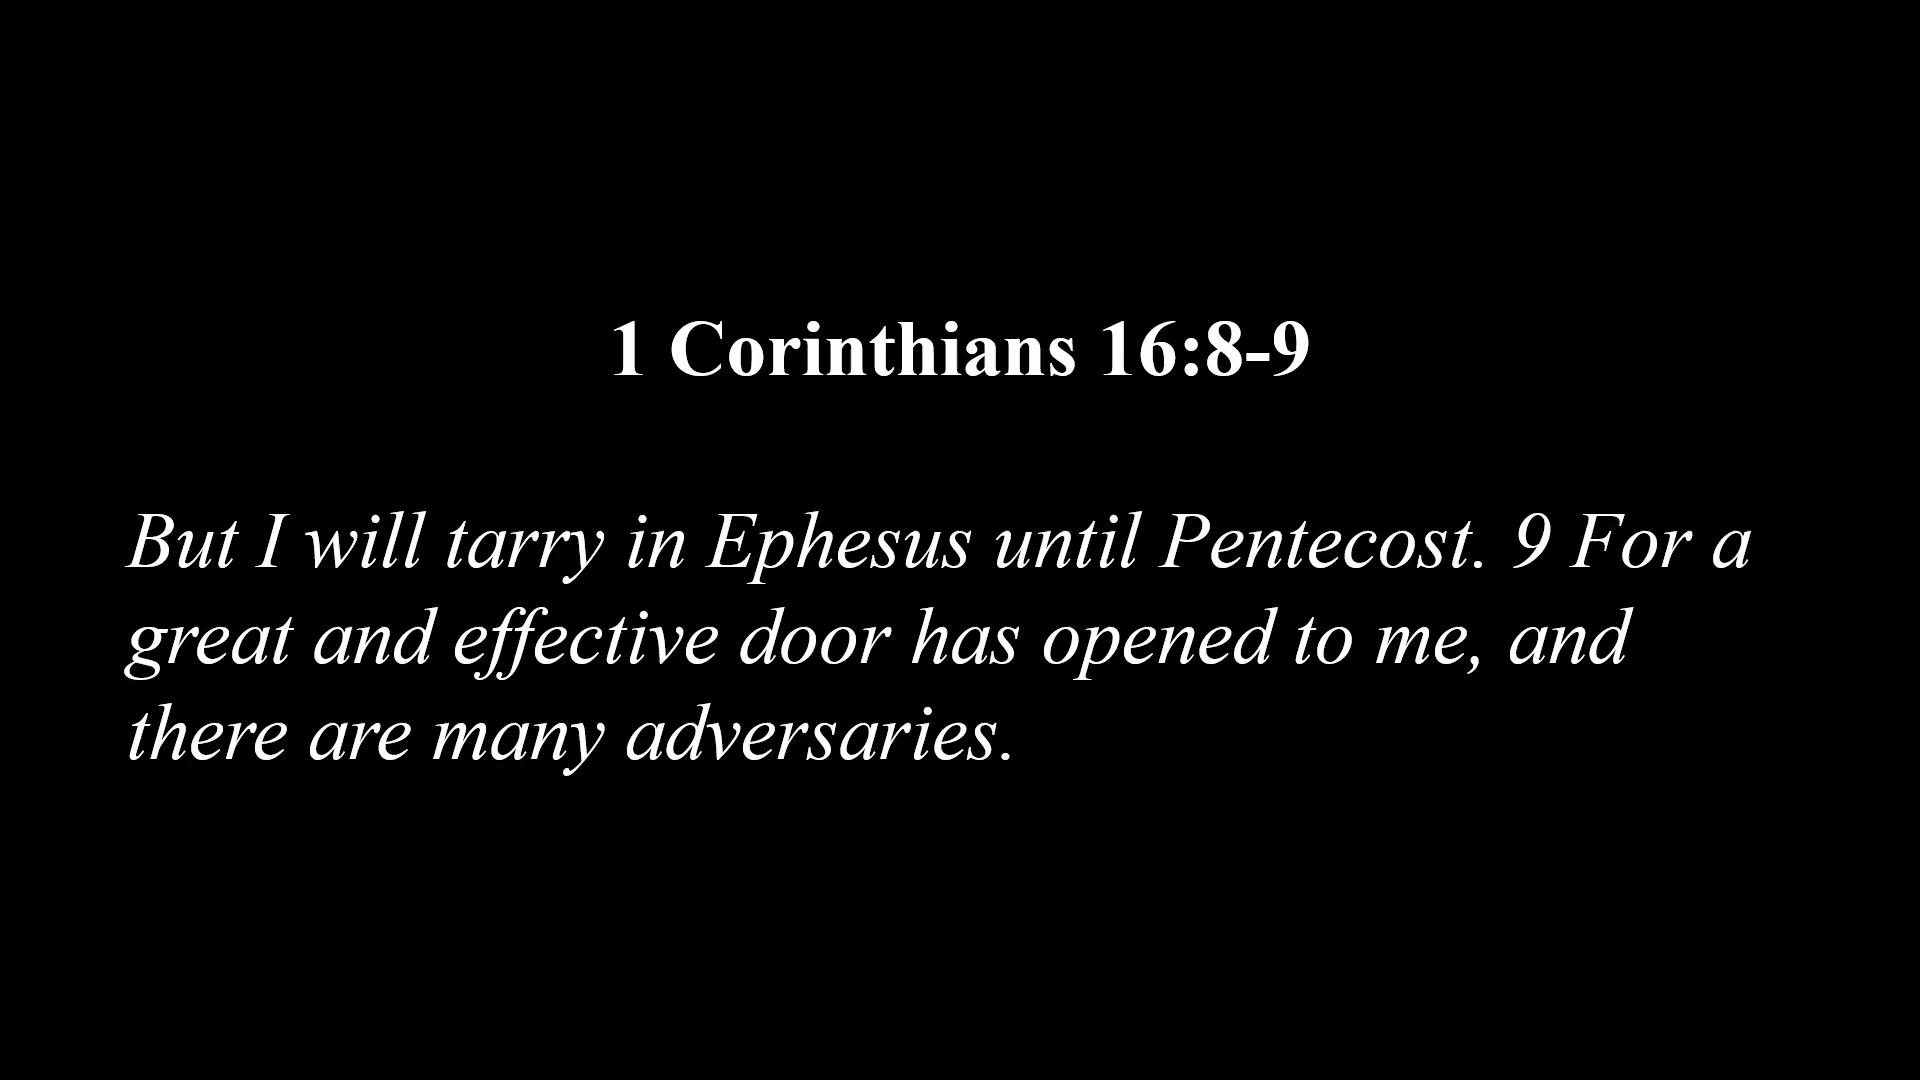 1 Corinthians 16:8-9
But I will tarry in Ephesus until Pentecost. 9 For a
great and effective door has opened to me, and
there are many adversaries.